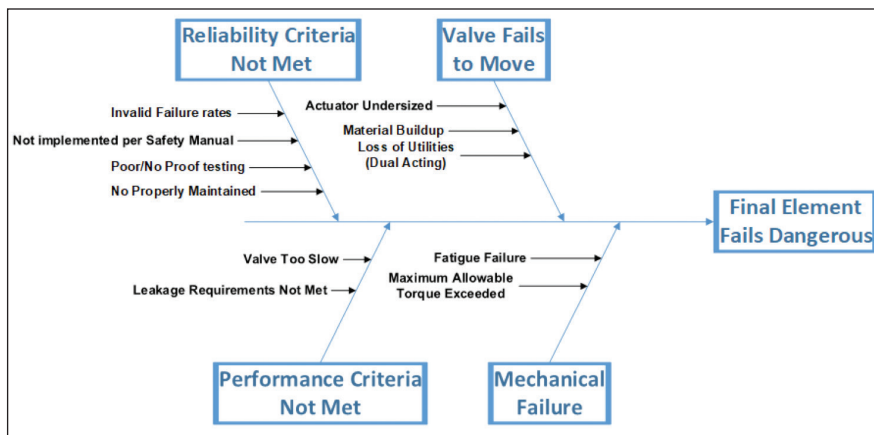 Reliability Criteria
Not Met
Valve Fails
to Move
Invalid Failure rates
Not implemented per Safety Manual
Poor/No Proof testing
No Properly Maintained
Actuator Undersized
Material Buildup
Loss of Utilities
(Dual Acting)
Final Element
Fails Dangerous
Valve Too Slow
Leakage Requirements Not Met
Fatigue Failure
Maximum Allowable
Torque Exceeded
Performance Criteria
Not Met
Mechanical
Failure